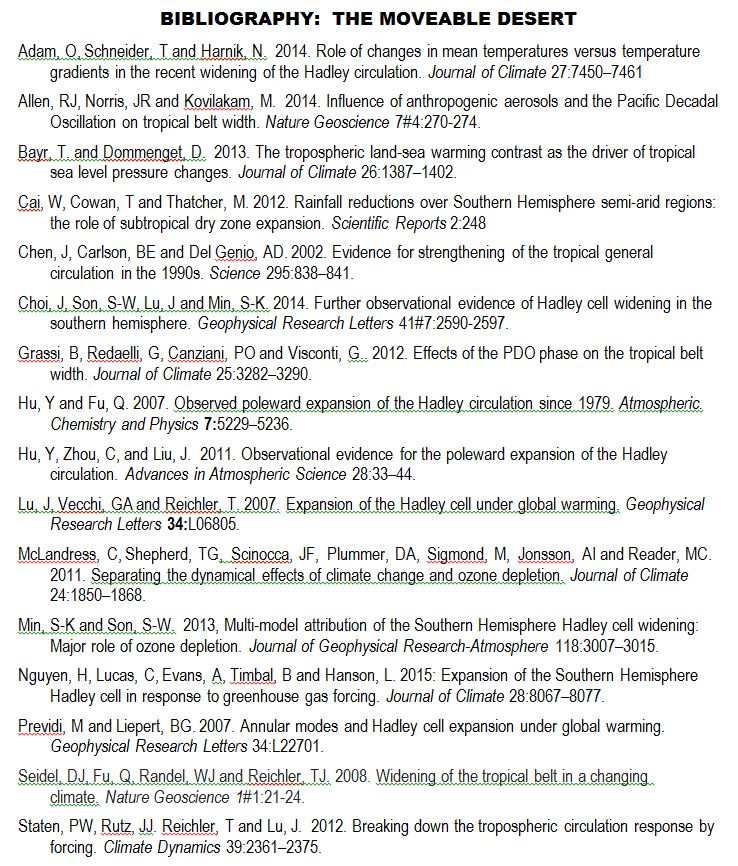 BIBLIOGRAPHY:  THE MOVEABLE DESERT
Adam, O, Schneider, T and Harnik, N.  2014. Role of changes in mean temperatures versus temperature
gradients in the recent widening of the Hadley circulation. Journal of Climate 27:7450–7461
Allen, RJ, Norris, JR and Kovilakam, M.  2014. Influence of anthropogenic aerosols and the Pacific Decadal
Oscillation on tropical belt width. Nature Geoscience 7#4:270-274.
Bayr, T. and Dommenget, D.  2013. The tropospheric land-sea warming contrast as the driver of tropical
sea level pressure changes. Journal of Climate 26:1387–1402.
Cai, W, Cowan, T and Thatcher, M. 2012. Rainfall reductions over Southern Hemisphere semi-arid regions:
the role of subtropical dry zone expansion. Scientific Reports 2:248
Chen, J, Carlson, BE and Del Genio, AD. 2002. Evidence for strengthening of the tropical general
circulation in the 1990s. Science 295:838–841.
Choi, J, Son, S-W, Lu, J and Min, S-K. 2014. Further observational evidence of Hadley cell widening in the
southern hemisphere. Geophysical Research Letters 41#7:2590-2597.
Grassi, B, Redaelli, G, Canziani, PO and Visconti, G.. 2012. Effects of the PDO phase on the tropical belt
width. Journal of Climate 25:3282–3290.
Hu, Y and Fu, Q. 2007. Observed poleward expansion of the Hadley circulation since 1979. Atmospheric
Chemistry and Physics 7:5229–5236.
Hu, Y, Zhou, C, and Liu, J.  2011. Observational evidence for the poleward expansion of the Hadley
circulation. Advances in Atmospheric Science 28:33–44.
Lu, J, Vecchi, GA and Reichler, T. 2007. Expansion of the Hadley cell under global warming. Geophysical
Research Letters 34:L06805.
McLandress, C, Shepherd, TG, Scinocca, JF, Plummer, DA, Sigmond, M, Jonsson, AI and Reader, MC.
2011. Separating the dynamical effects of climate change and ozone depletion. Journal of Climate
24:1850–1868.
Min, S-K and Son, S-W.  2013, Multi-model attribution of the Southern Hemisphere Hadley cell widening:
Major role of ozone depletion. Journal of Geophysical Research-Atmosphere 118:3007–3015.
Nguyen, H, Lucas, C, Evans, A, Timbal, B and Hanson, L. 2015: Expansion of the Southern Hemisphere
Hadley cell in response to greenhouse gas forcing. Journal of Climate 28:8067–8077.
Previdi, M and Liepert, BG. 2007. Annular modes and Hadley cell expansion under global warming.
Geophysical Research Letters 34:L22701.
Seidel, DJ, Fu, Q, Randel, WJ and Reichler, TJ. 2008. Widening of the tropical belt in a changing
climate. Nature Geoscience 1#1:21-24.
Staten, PW, Rutz, JJ. Reichler, T and Lu, J.  2012. Breaking down the tropospheric circulation response by
forcing. Climate Dynamics 39:2361–2375.